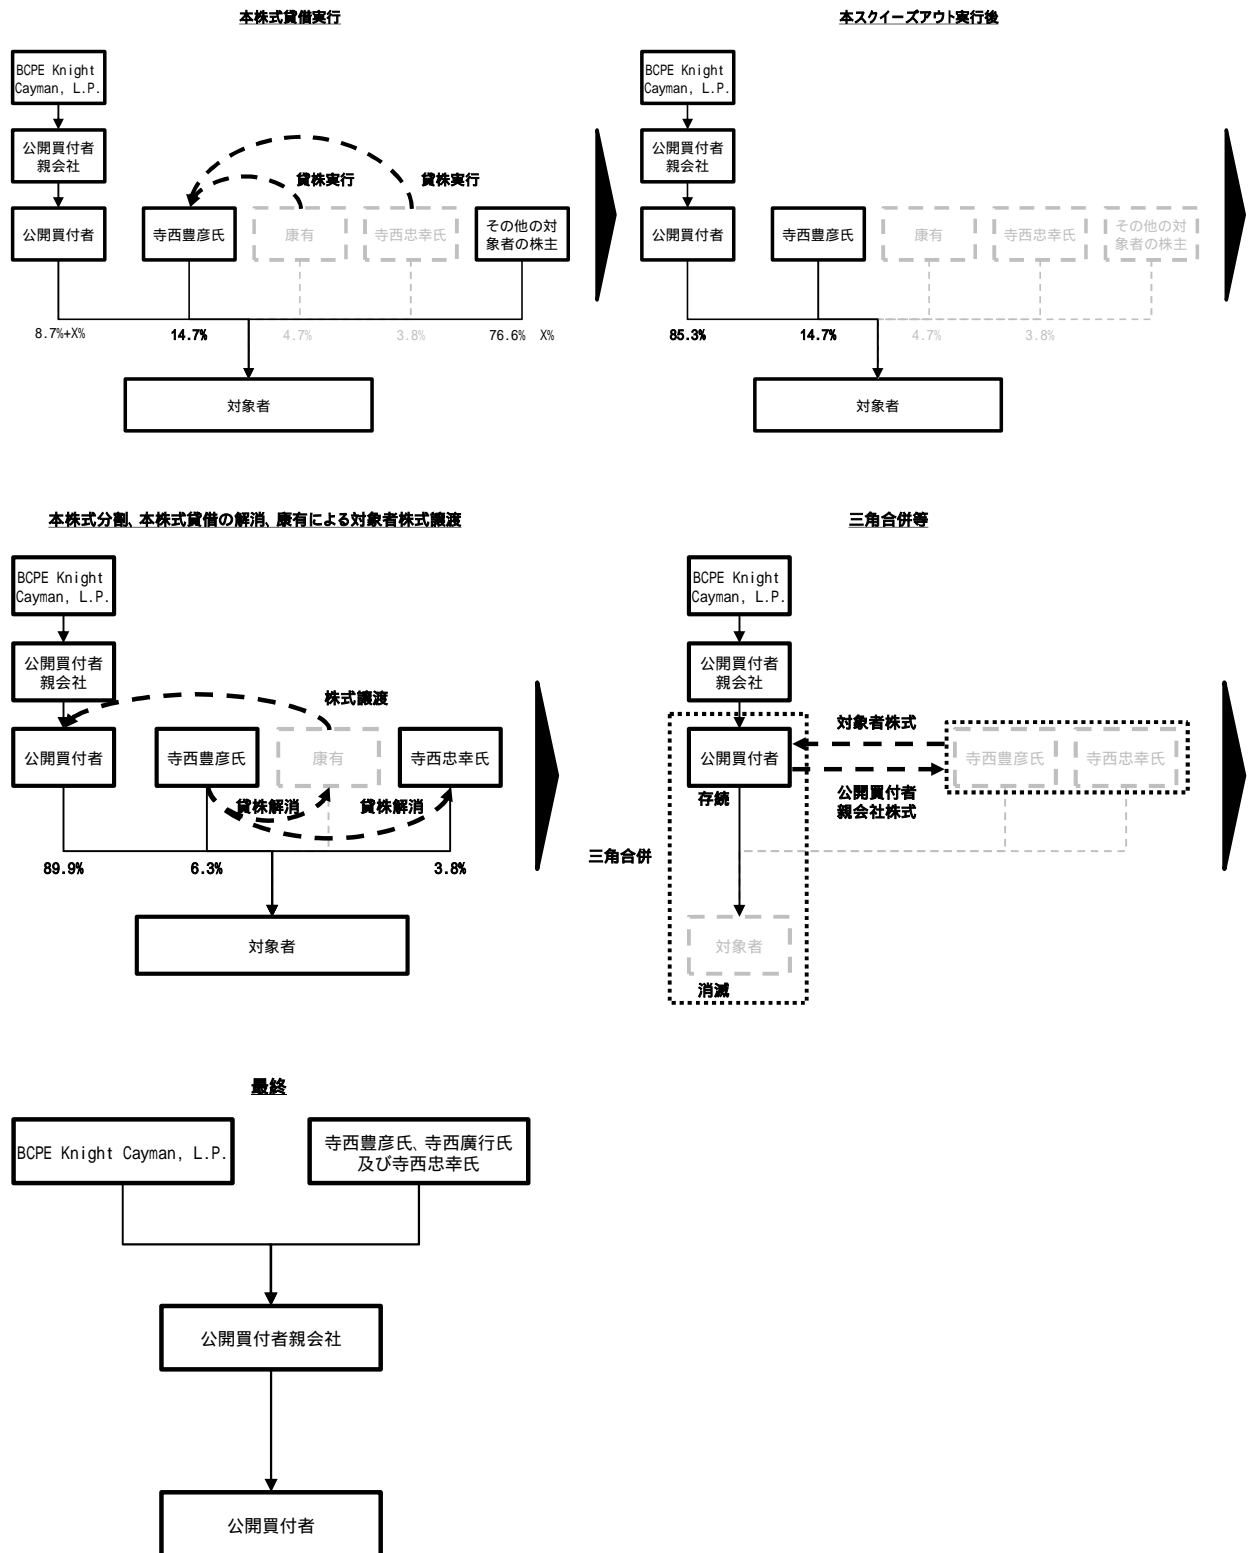 本株式貸借実行
BCPE Knight
Cayman, L.P.
公開買付者
親会社
貸株実行
貸株実行
公開買付者
寺西豊彦氏
康有
寺西忠幸氏
その他の対
象者の株主
8.7%+X%
14.7%
4.7%
3.8%
76.6%
X%
対象者
本スクイーズアウト実行後
BCPE Knight
Cayman, L.P.
公開買付者
親会社
公開買付者
寺西豊彦氏
康有
寺西忠幸氏
その他の対
象者の株主
85.3%
14.7%
4.7%
3.8%
対象者
本株式分割、本株式貸借の解消、康有による対象者株式譲渡
BCPE Knight
Cayman, L.P.
公開買付者
親会社
株式譲渡
公開買付者
寺西豊彦氏
康有
寺西忠幸氏
貸株解消
貸株解消
89.9%
6.3%
3.8%
対象者
三角合併等
BCPE Knight
Cayman, L.P.
公開買付者
親会社
対象者株式
公開買付者
寺西豊彦氏
寺西忠幸氏
存続
公開買付者
親会社株式
三角合併
対象者
消滅
最終
BCPE Knight Cayman, L.P.
寺西豊彦氏、寺西廣行氏
及び寺西忠幸氏
公開買付者親会社
公開買付者